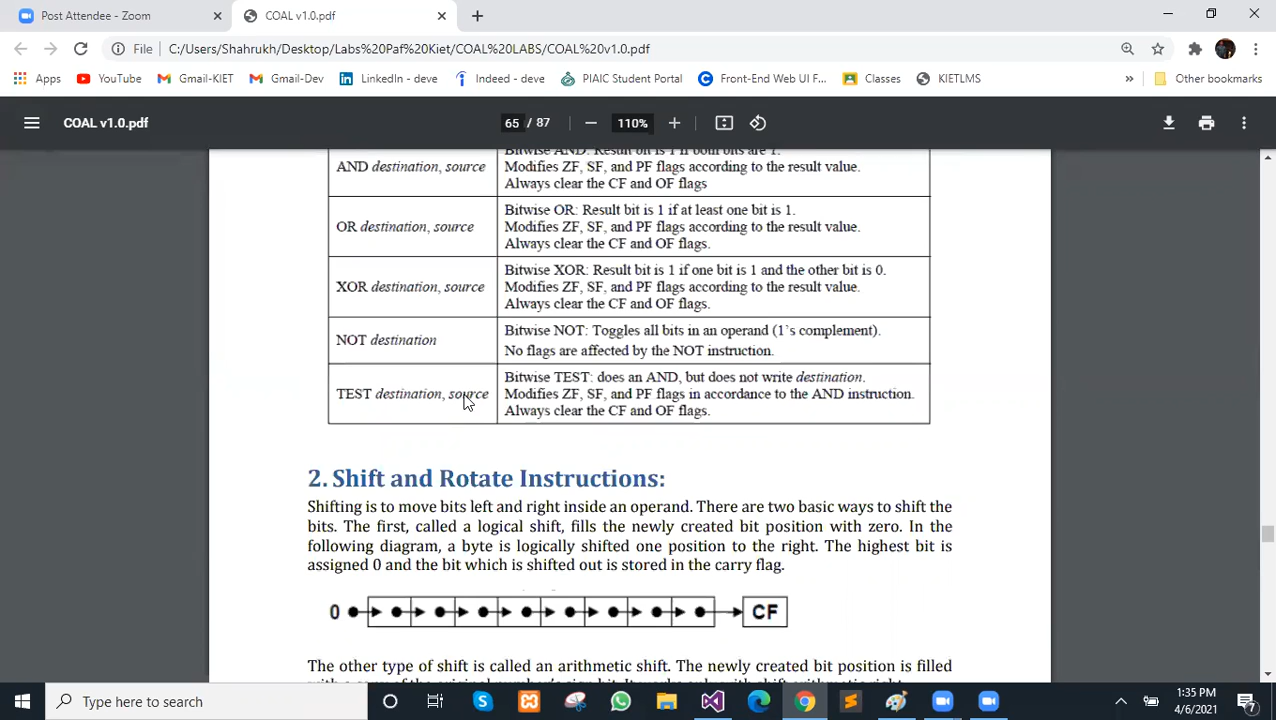 Post Attendee - Zoom
COAL v1.0.pdf
File
C:/Users/Shahrukh/Desktop/Labs%20Paf%20Kiet/COAL%20LABS/COAL%20v1.0.pdf
Apps
YouTube
Gmail-KIET
Gmail-Dev
LinkedIn - deve
Indeed - deve
PIAIC Student Portal
Front-End Web UI F...
Classes
KIETLMS
»
Other bookmarks
COAL v1.0.pdf
65 / 87
110%
Bitwise AND: Result bit is 1 if both bits are 1.
AND destination, source
Modifies ZF, SF, and PF flags according to the result value.
Always clear the CF and OF flags
Bitwise OR: Result bit is 1 if at least one bit is 1.
OR destination, source
Modifies ZF, SF, and PF flags according to the result value.
Always clear the CF and OF flags.
Bitwise XOR: Result bit is 1 if one bit is 1 and the other bit is 0.
XOR destination, source
Modifies ZF, SF, and PF flags according to the result value.
Always clear the CF and OF flags.
NOT destination
Bitwise NOT: Toggles all bits in an operand (1's complement).
No flags are affected by the NOT instruction.
TEST destination, source
Bitwise TEST: does an AND, but does not write destination.
Modifies ZF, SF, and PF flags in accordance to the AND instruction.
Always clear the CF and OF flags.
2. Shift and Rotate Instructions:
Shifting is to move bits left and right inside an operand. There are two basic ways to shift the
bits. The first, called a logical shift, fills the newly created bit position with zero. In the
following diagram, a byte is logically shifted one position to the right. The highest bit is
assigned 0 and the bit which is shifted out is stored in the carry flag.
0
CF
The other type of shift is called an arithmetic shift. The newly created bit position is filled
Type here to search
1:35 PM
4/6/2021
7